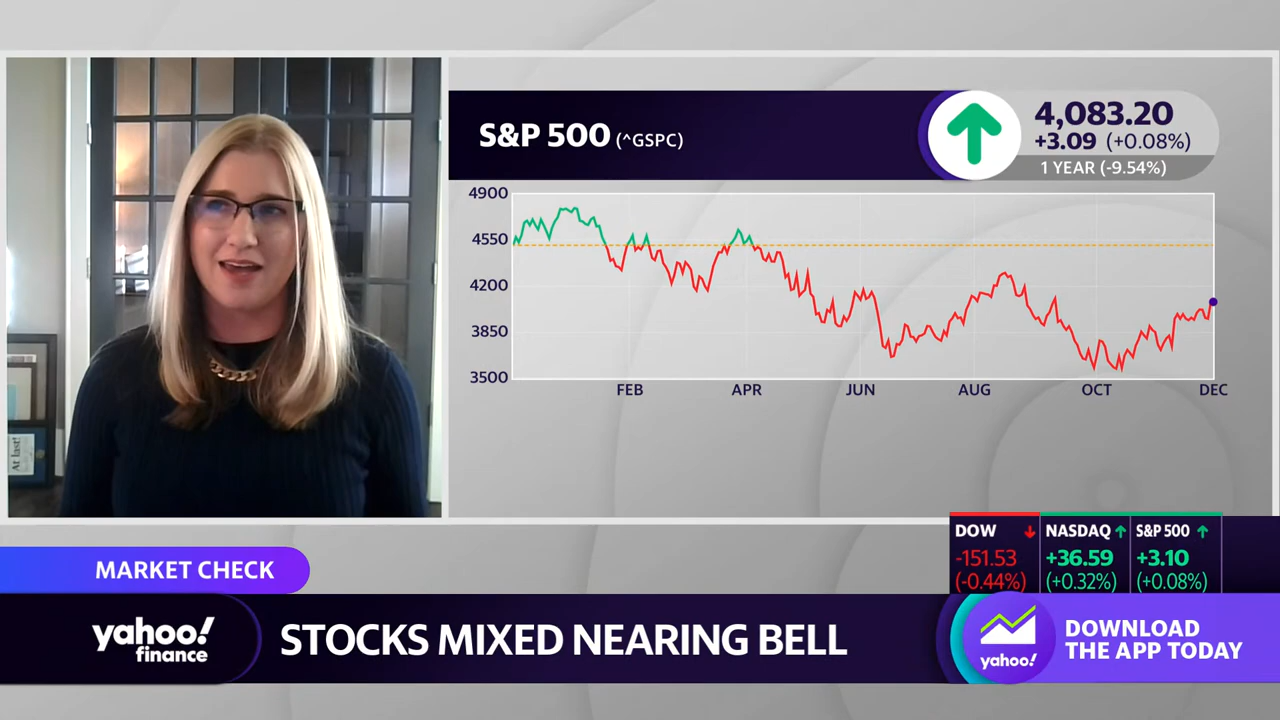 S&P 500 (^GSPC)
4,083.20
+3.09 (+0.08%)
1 YEAR (-9.54%)
4900
4550
4200
3850
3500
FEB APR JUN AUG OCT DEC
At last!
DOW NASDAQ S&P 500
-151.53 +36.59 +3.10
(-0.44%) (+0.32%) (+0.08%)
MARKET CHECK
yahoo!
finance
STOCKS MIXED NEARING BELL
yahoo!
DOWNLOAD
THE APP TODAY